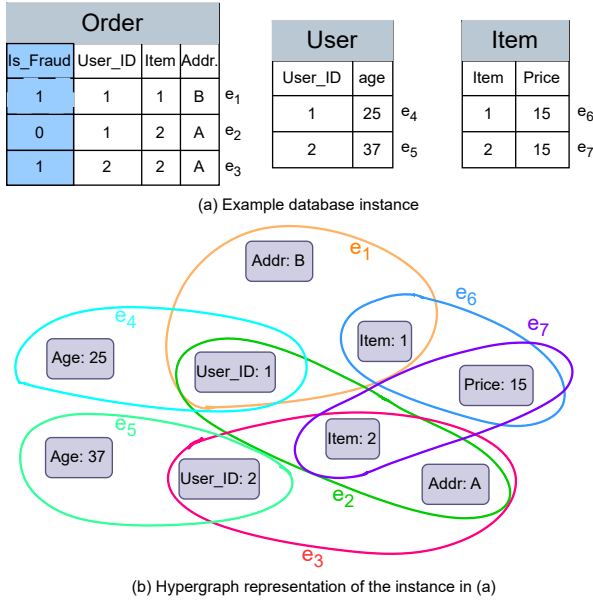 Order
Is_Fraud User_ID Item Addr.
1 1 1 B e1
0 1 2 A e2
1 2 2 A e3
User
User_ID age
1 25 e4
2 37 e5
Item
Item Price
1 15 e6
2 15 e7
(a) Example database instance
Addr: B
e1
e6
e4
e7
Item: 1
Age: 25
User_ID: 1
Price: 15
e5
Item: 2
Age: 37
User_ID: 2
e2
Addr: A
e3
(b) Hypergraph representation of the instance in (a)